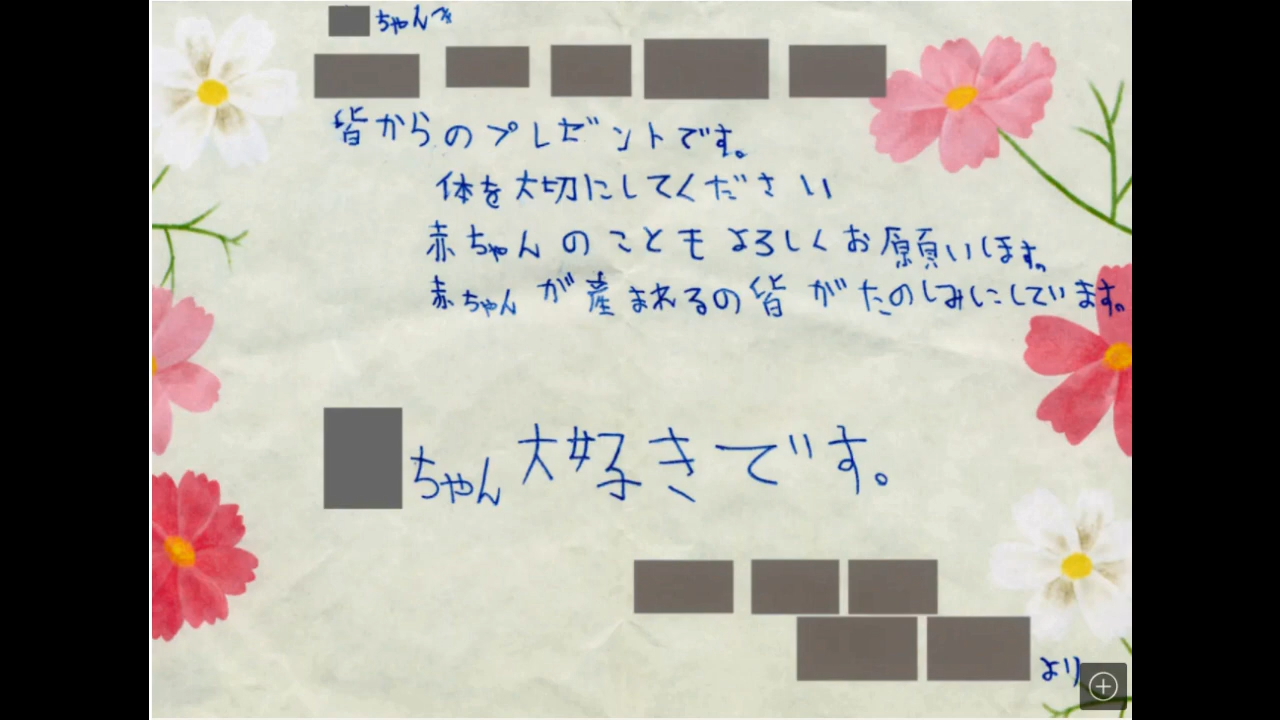 ちゃんへ
皆からのプレゼントです。
体を大切にしてください
赤ちゃんのこともよろしくお願いします。
赤ちゃんが産まれるの皆がたのしみにしています。
ちゃん大好きです。
より